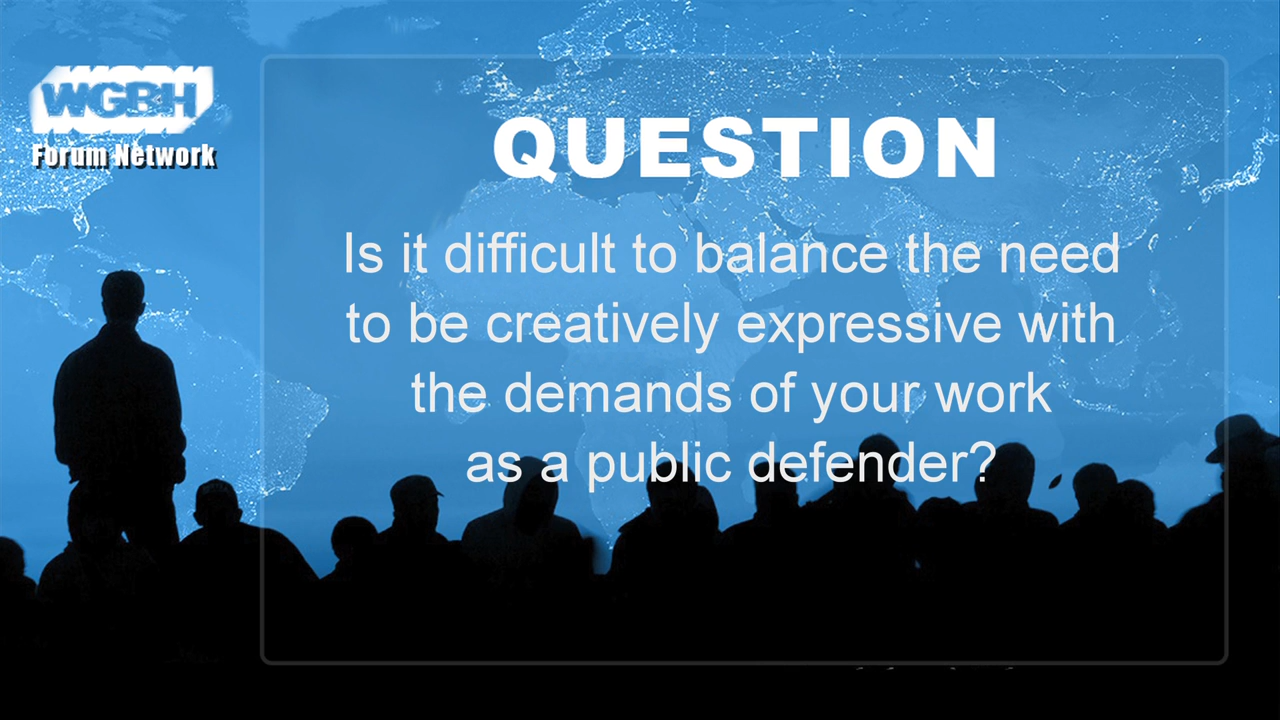 WGBH
Forum Network
QUESTION
Is it difficult to balance the need
to be creatively expressive with
the demands of your work
as a public defender?